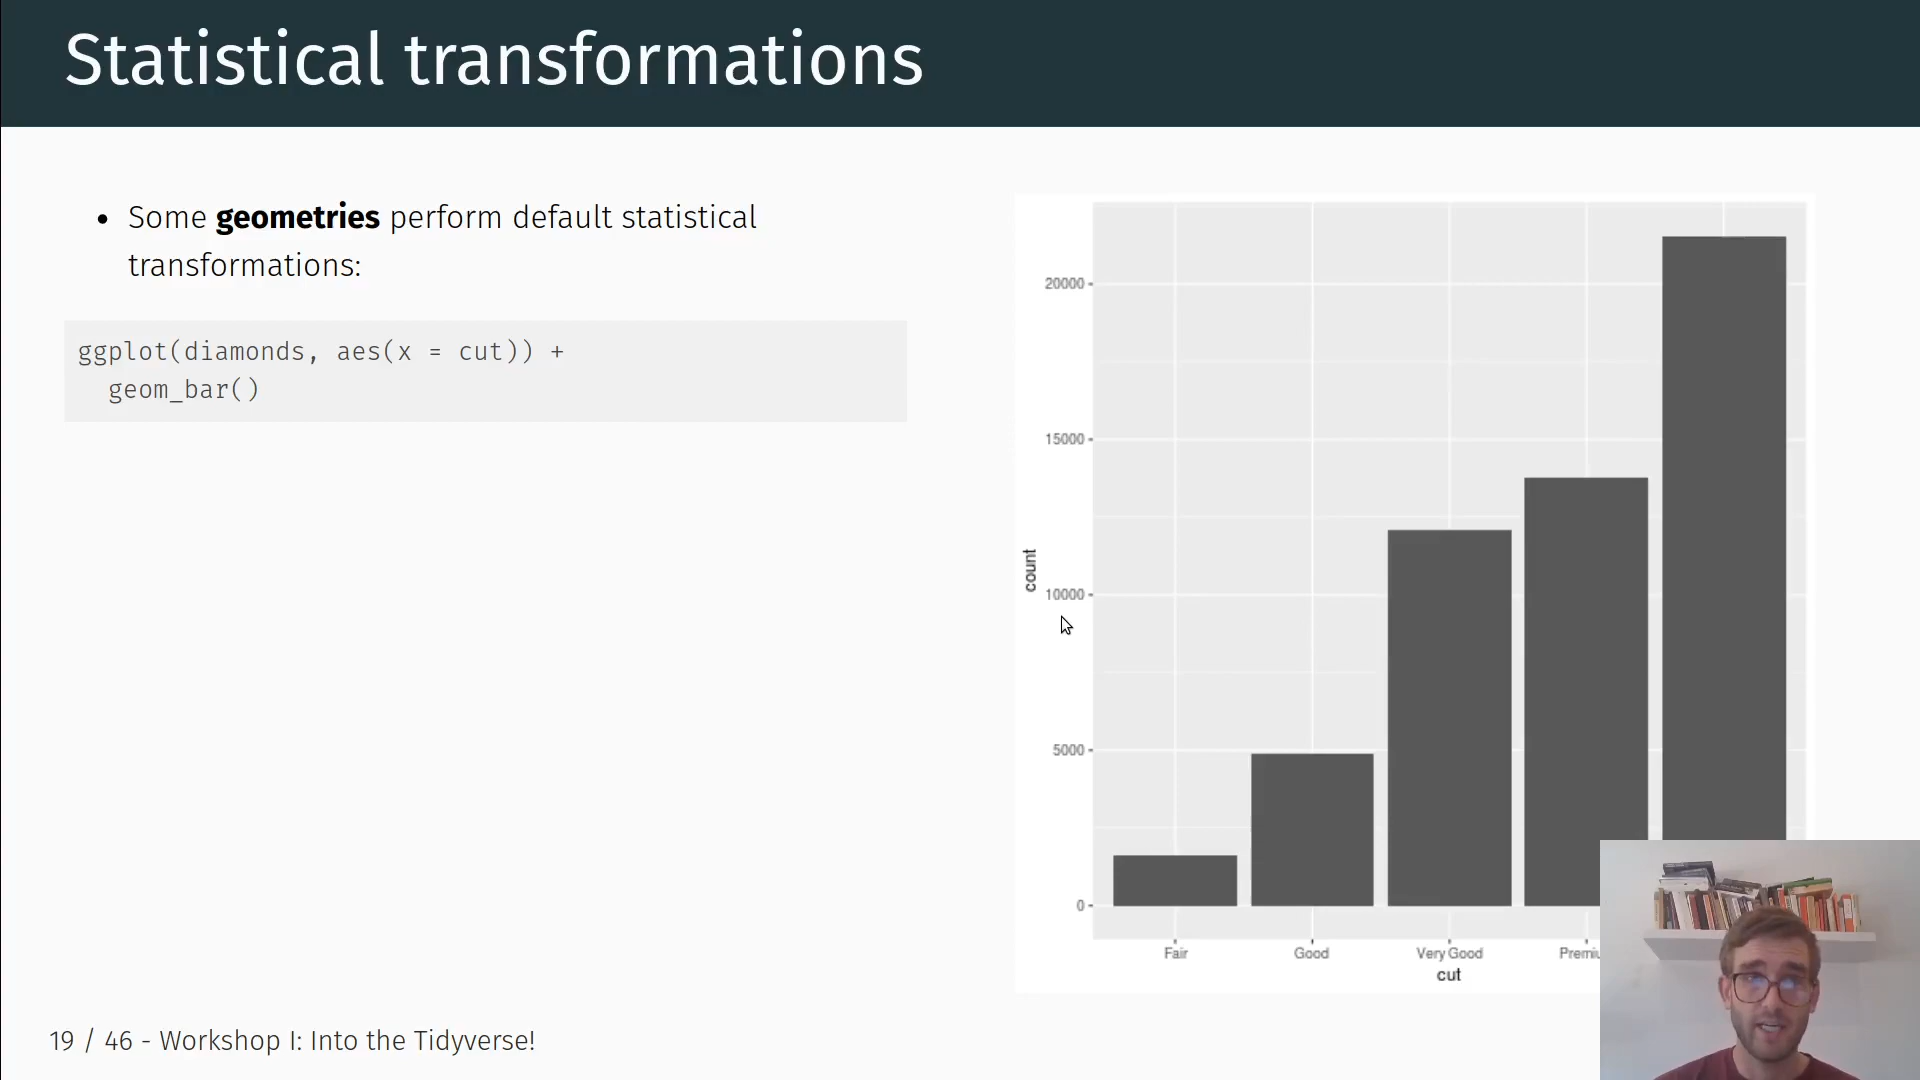 Statistical transformations
• Some geometries perform default statistical
transformations:
ggplot(diamonds, aes(x = cut)) +
  geom_bar()
20000
15000
count
10000
5000
0
Fair Good Very Good
cut
19 / 46 - Workshop I: Into the Tidyverse!